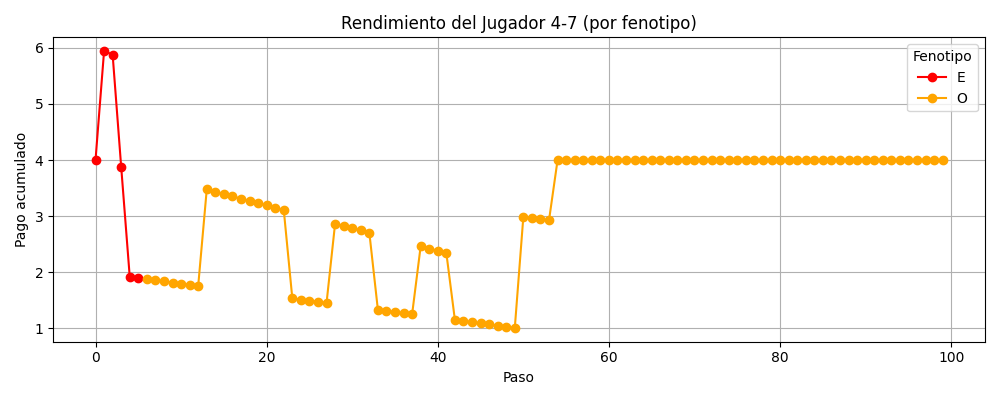 Rendimiento del Jugador 4-7 (por fenotipo)
Pago acumulado
6
5
4
3
2
1
0
20
40
60
80
100
Paso
Fenotipo
E
O